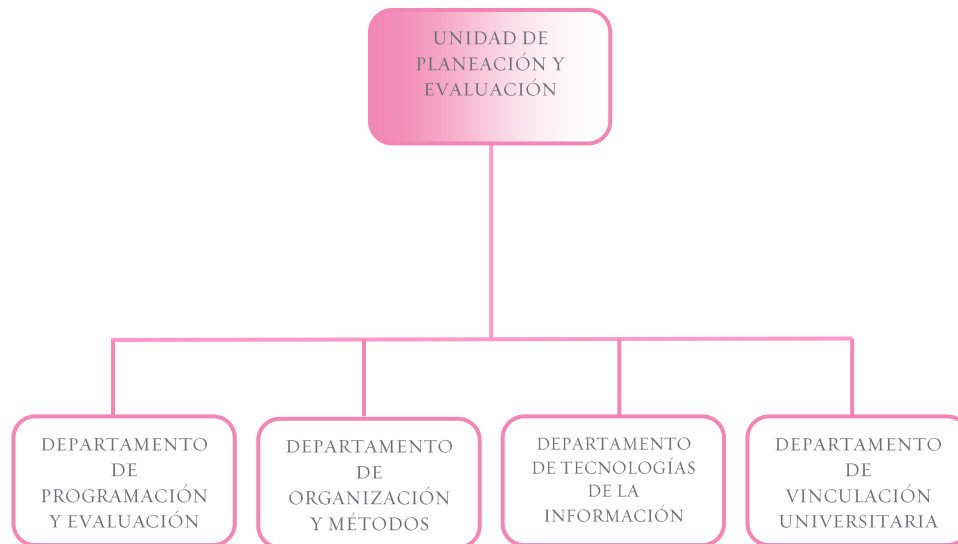 UNIDAD DE
PLANEACIÓN Y
EVALUACIÓN
DEPARTAMENTO
DE
PROGRAMACIÓN
Y EVALUACIÓN
DEPARTAMENTO
DE
ORGANIZACIÓN
Y MÉTODOS
DEPARTAMENTO
DE TECNOLOGÍAS
DE LA
INFORMACIÓN
DEPARTAMENTO
DE
VINCULACIÓN
UNIVERSITARIA